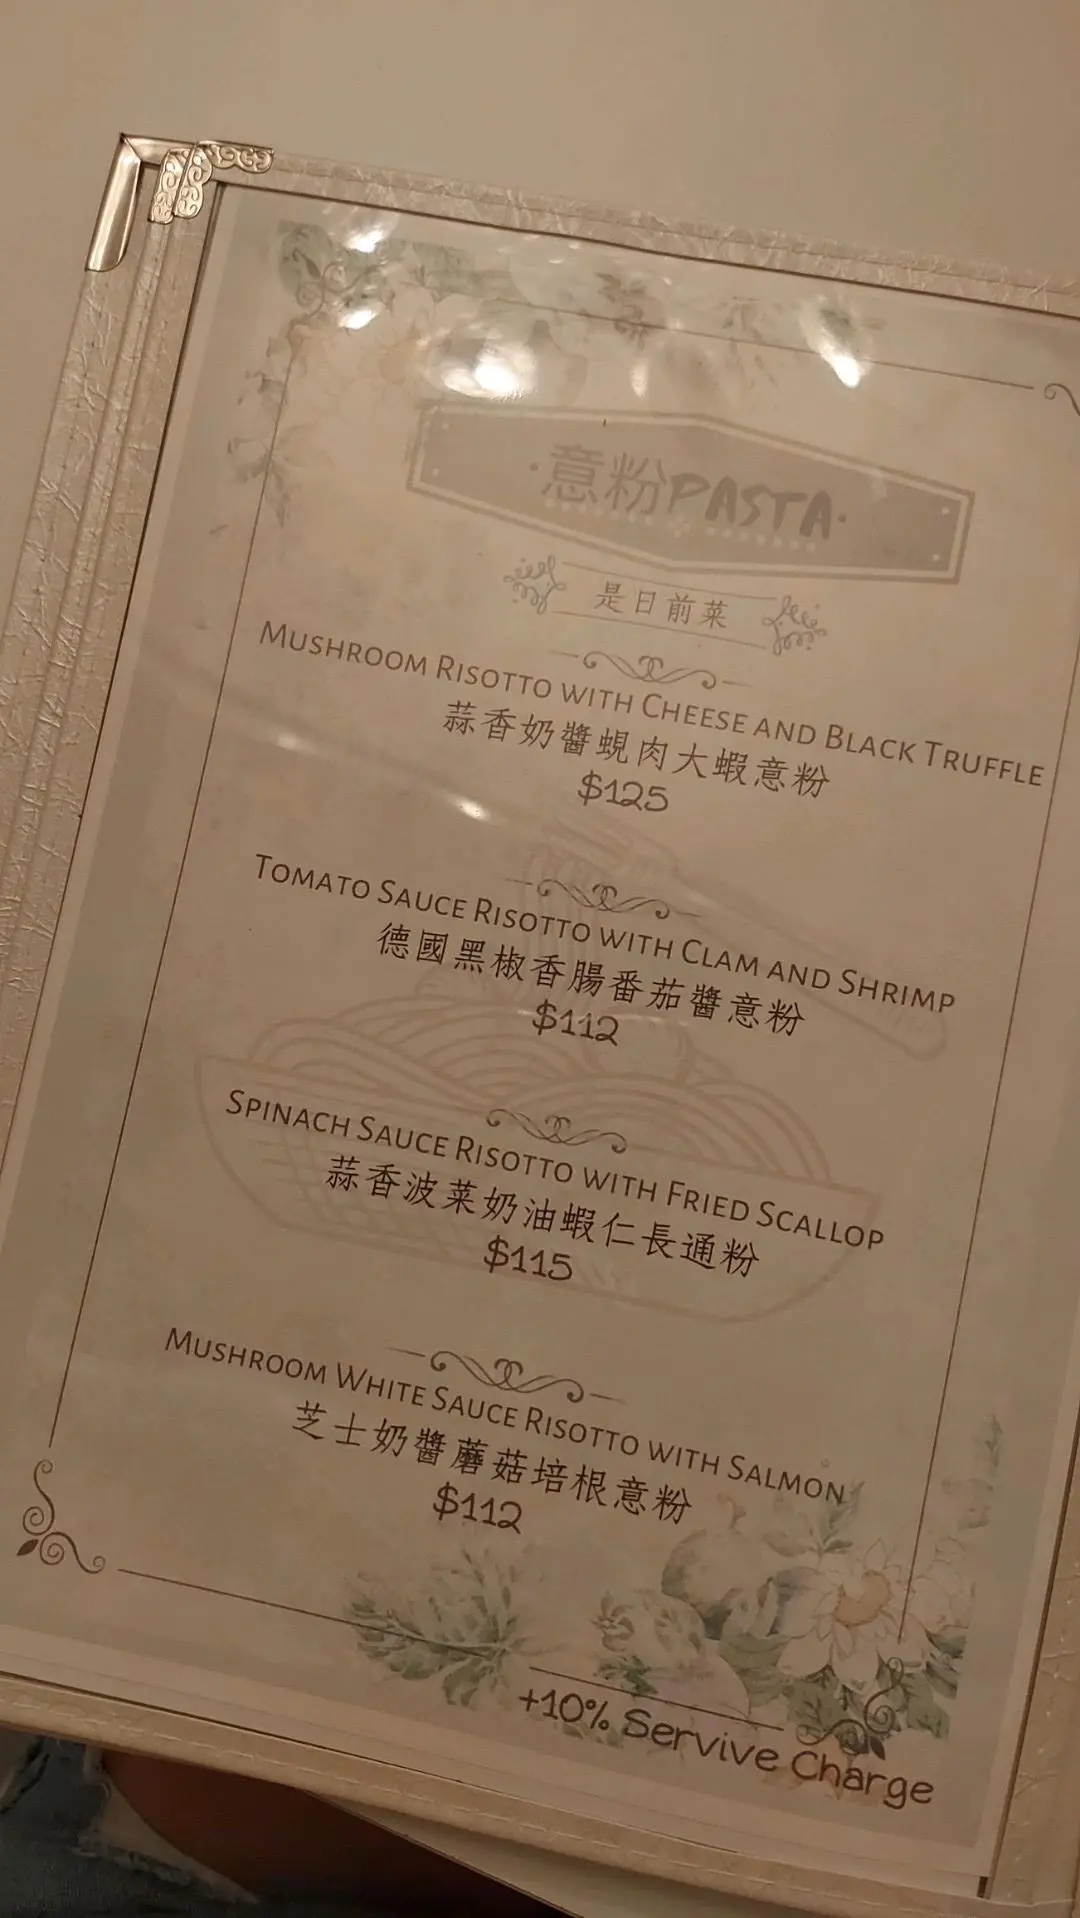 ·意粉PASTA·
是日前菜
MUSHROOM RISOTTO WITH CHEESE AND BLACK TRUFFLE
蒜香奶醬蜆肉大蝦意粉
$125
TOMATO SAUCE RISOTTO WITH CLAM AND SHRIMP
德國黑椒香腸番茄醬意粉
$112
SPINACH SAUCE RISOTTO WITH FRIED SCALLOP
蒜香波菜奶油蝦仁長通粉
$115
MUSHROOM WHITE SAUCE RISOTTO WITH SALMON
芝士奶醬蘑菇培根意粉
$112
+10% Servive Charge